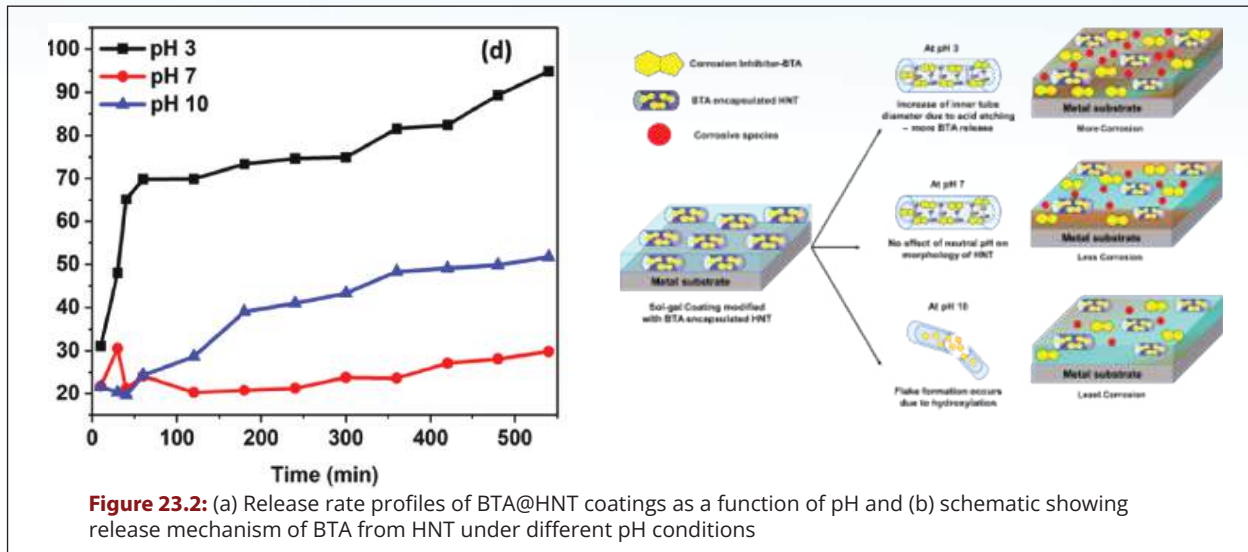 100
90
80
70
60
50
40
30
20
pH 3
pH 7
pH 10
(d)
0
100
200
300
400
500
Time (min)
Corrosion Inhibitor-BTA
BTA encapsulated HNT
Corrosive species
Metal substrate
Sol-gel Coating modified
with BTA encapsulated HNT
At pH 3
Increase of inner tube
diameter due to acid etching
– more BTA release
Metal substrate
More Corrosion
At pH 7
No effect of neutral pH on
morphology of HNT
Metal substrate
Less Corrosion
At pH 10
Flake formation occurs
due to hydroxylation
Metal substrate
Least Corrosion
Figure 23.2: (a) Release rate profiles of BTA@HNT coatings as a function of pH and (b) schematic showing
release mechanism of BTA from HNT under different pH conditions